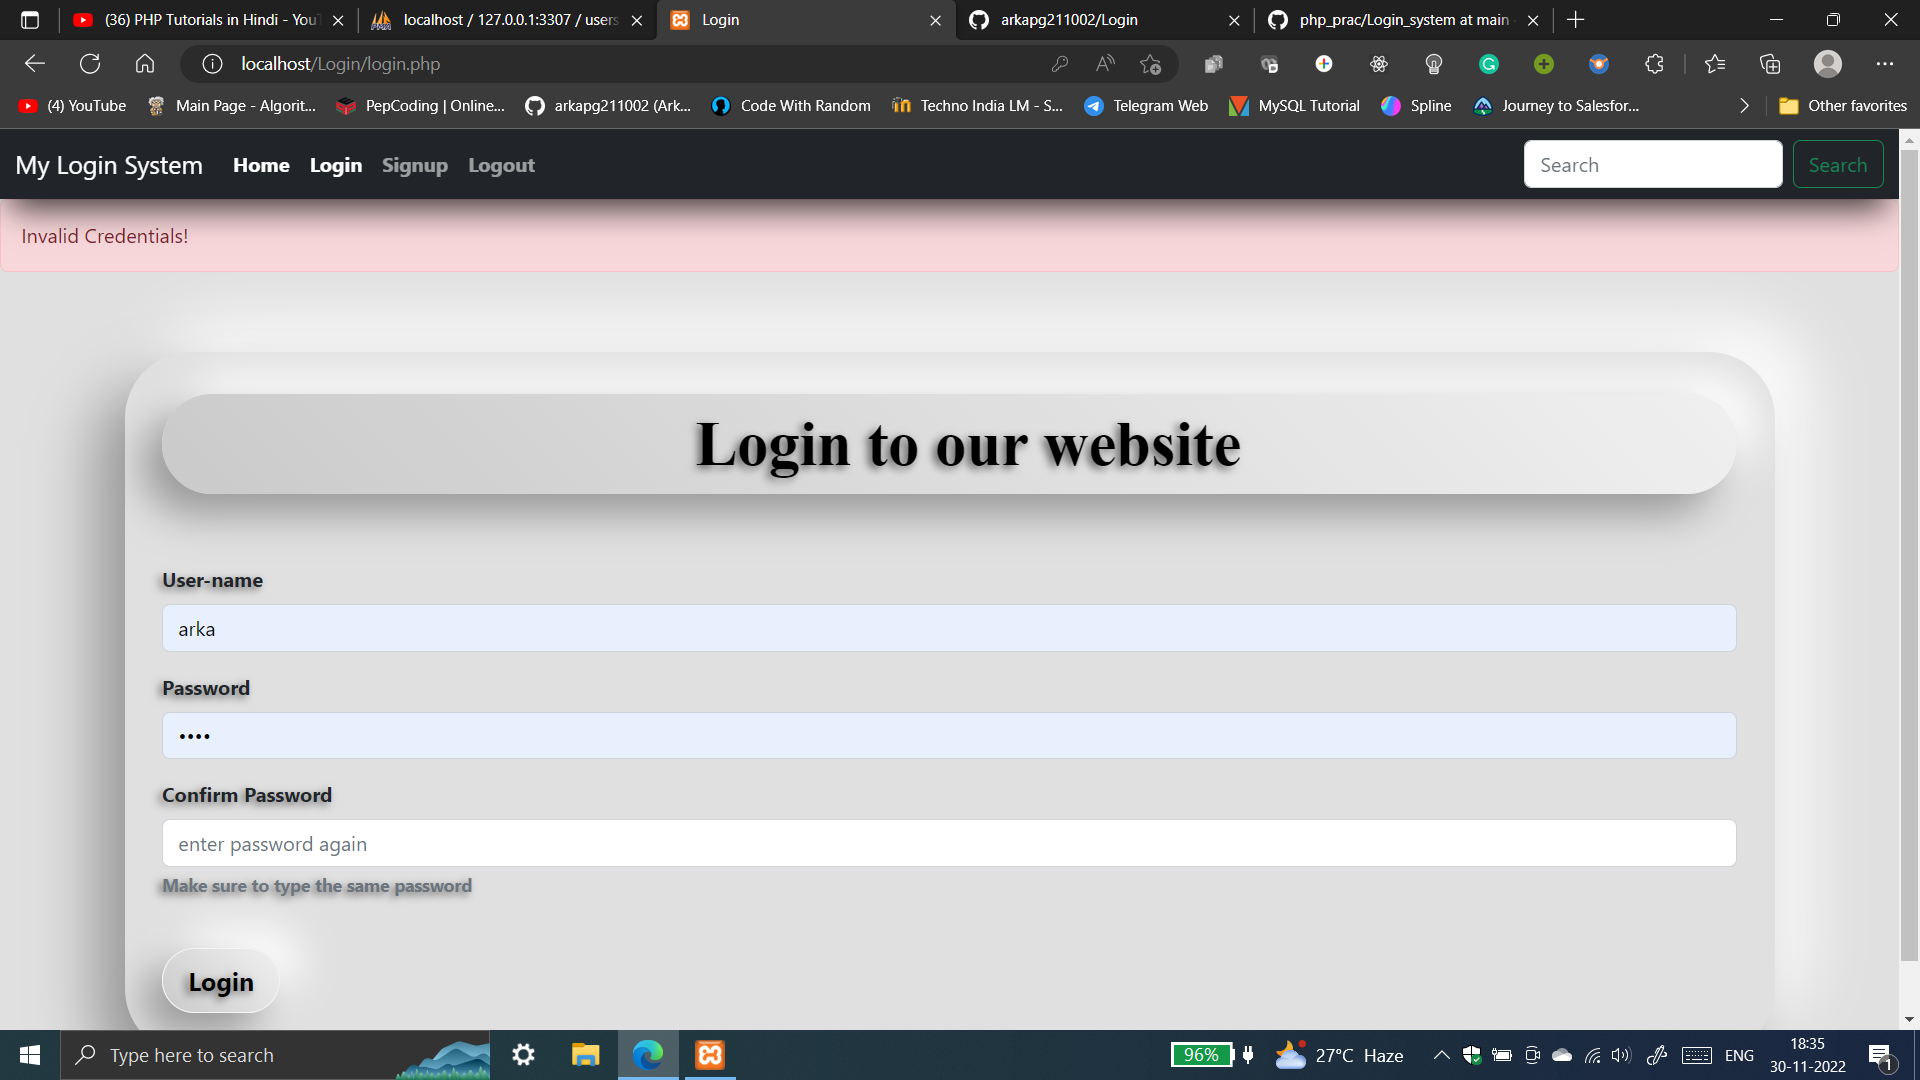 (36) PHP Tutorials in Hindi - You
localhost / 127.0.0.1:3307 / users
Login
arkapg211002/Login
php_prac/Login_system at main
localhost/Login/login.php
(4) YouTube
Main Page - Algorit...
PepCoding | Online...
arkapg211002 (Ark...
Code With Random
Techno India LM - S...
Telegram Web
MySQL Tutorial
Spline
Journey to Salesfor...
Other favorites
My Login System
Home
Login
Signup
Logout
Search
Search
Invalid Credentials!
Login to our website
User-name
arka
Password
••••
Confirm Password
enter password again
Make sure to type the same password
Login
Type here to search
96%
27°C Haze
ENG
18:35
30-11-2022
1